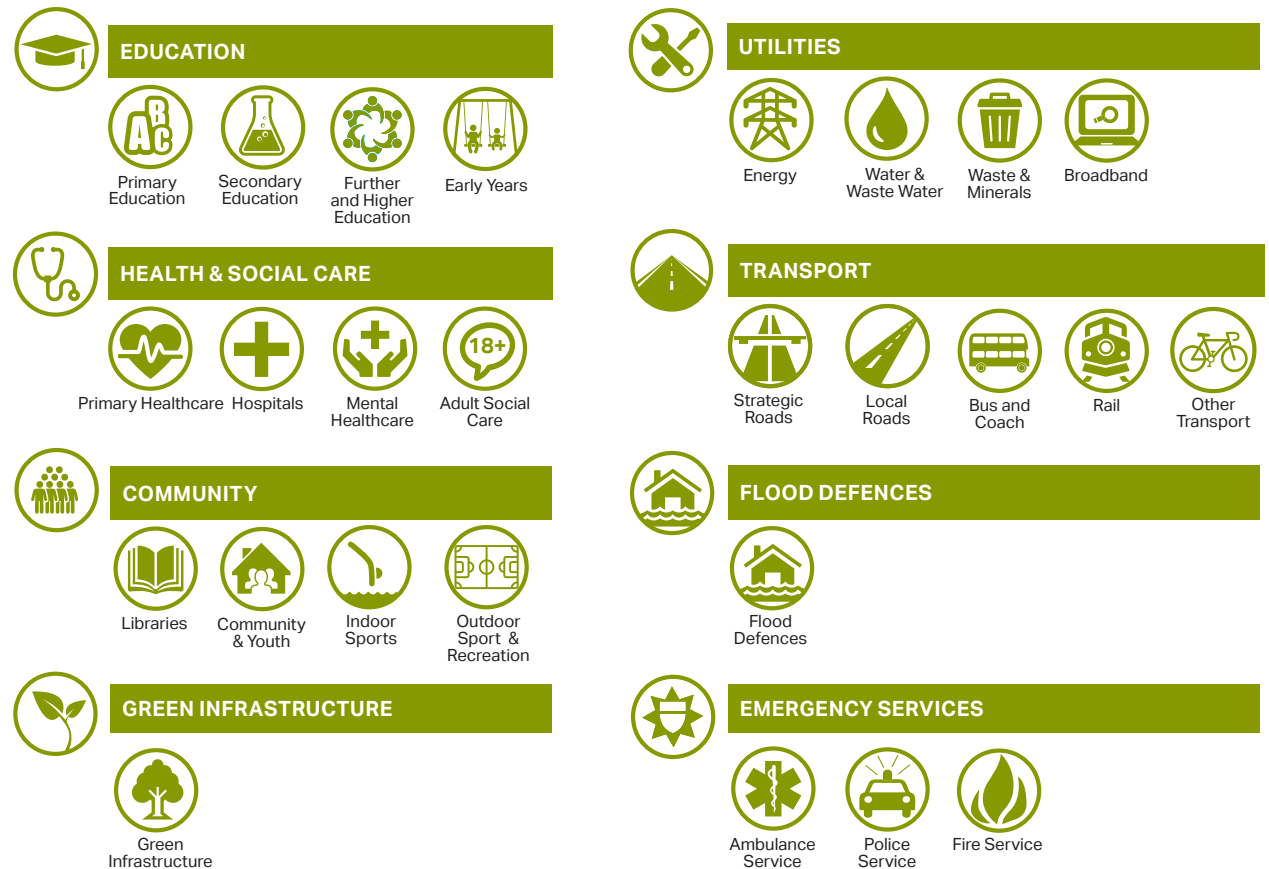 EDUCATION
A
B
C
Primary
Education
Secondary
Education
Further
and Higher
Education
Early Years
HEALTH & SOCIAL CARE
Primary Healthcare
Hospitals
Mental
Healthcare
18+
Adult Social
Care
COMMUNITY
Libraries
Community
& Youth
Indoor
Sports
Outdoor
Sport &
Recreation
GREEN INFRASTRUCTURE
Green
Infrastructure
UTILITIES
Energy
Water &
Waste Water
Waste &
Minerals
Broadband
TRANSPORT
Strategic
Roads
Local
Roads
Bus and
Coach
Rail
Other
Transport
FLOOD DEFENCES
Flood
Defences
EMERGENCY SERVICES
Ambulance
Service
Police
Service
Fire Service